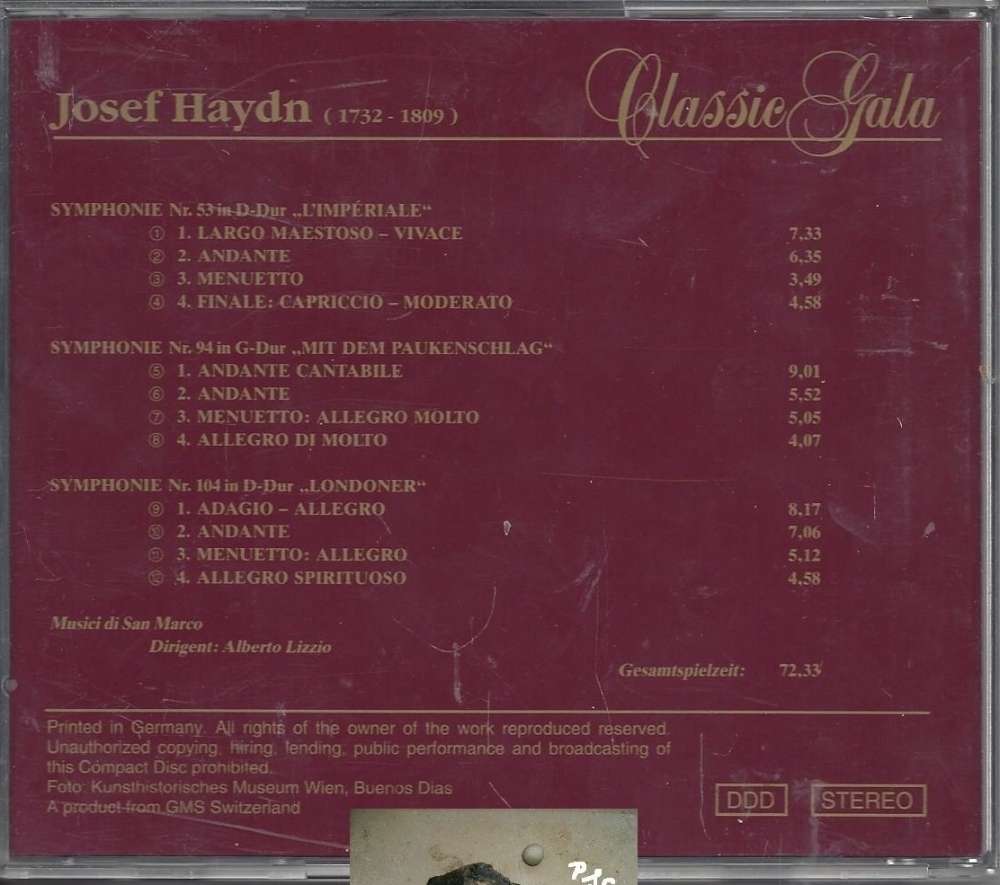 Josef Haydn ( 1732 - 1809 ) Classic Gala
SYMPHONIE Nr. 53 in D-Dur „L'IMPÉRIALE“
① 1. LARGO MAESTOSO – VIVACE 7,33
② 2. ANDANTE 6,35
③ 3. MENUETTO 3,49
④ 4. FINALE: CAPRICCIO – MODERATO 4,58
SYMPHONIE Nr. 94 in G-Dur „MIT DEM PAUKENSCHLAG“
⑤ 1. ANDANTE CANTABILE 9,01
⑥ 2. ANDANTE 5,52
⑦ 3. MENUETTO: ALLEGRO MOLTO 5,05
⑧ 4. ALLEGRO DI MOLTO 4,07
SYMPHONIE Nr. 104 in D-Dur „LONDONER“
⑨ 1. ADAGIO – ALLEGRO 8,17
⑩ 2. ANDANTE 7,06
⑪ 3. MENUETTO: ALLEGRO 5,12
⑫ 4. ALLEGRO SPIRITUOSO 4,58
Musici di San Marco
Dirigent: Alberto Lizzio
Gesamtspielzeit: 72,33
Printed in Germany. All rights of the owner of the work reproduced reserved.
Unauthorized copying, hiring, lending, public performance and broadcasting of
this Compact Disc prohibited.
Foto: Kunsthistorisches Museum Wien, Buenos Dias
A product from GMS Switzerland
DDD STEREO